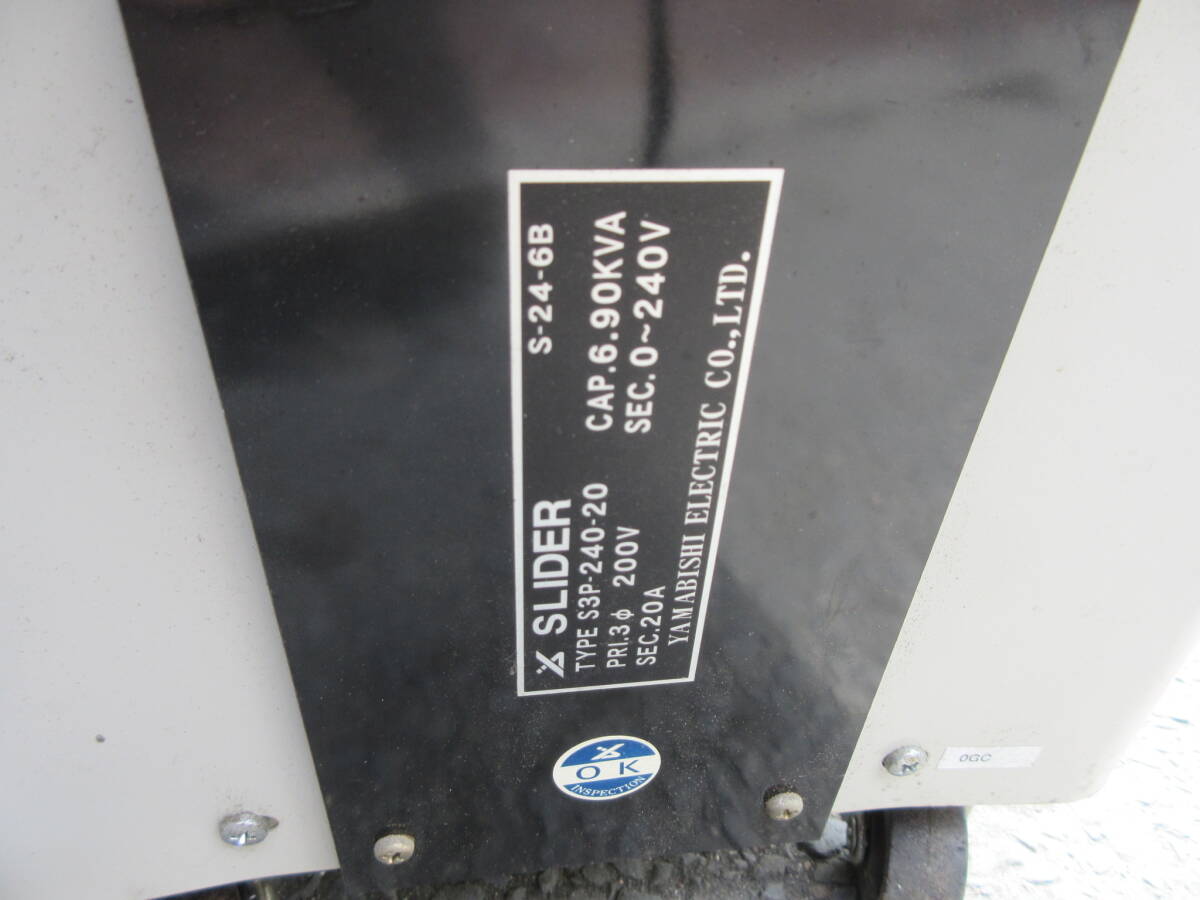 SLIDER S-24-6B
TYPE S3P-240-20 CAP.6.90KVA
PRI.3φ 200V SEC.0~240V
SEC.20A
YAMABISHI ELECTRIC CO.,LTD.
OK
INSPECTION
0GC